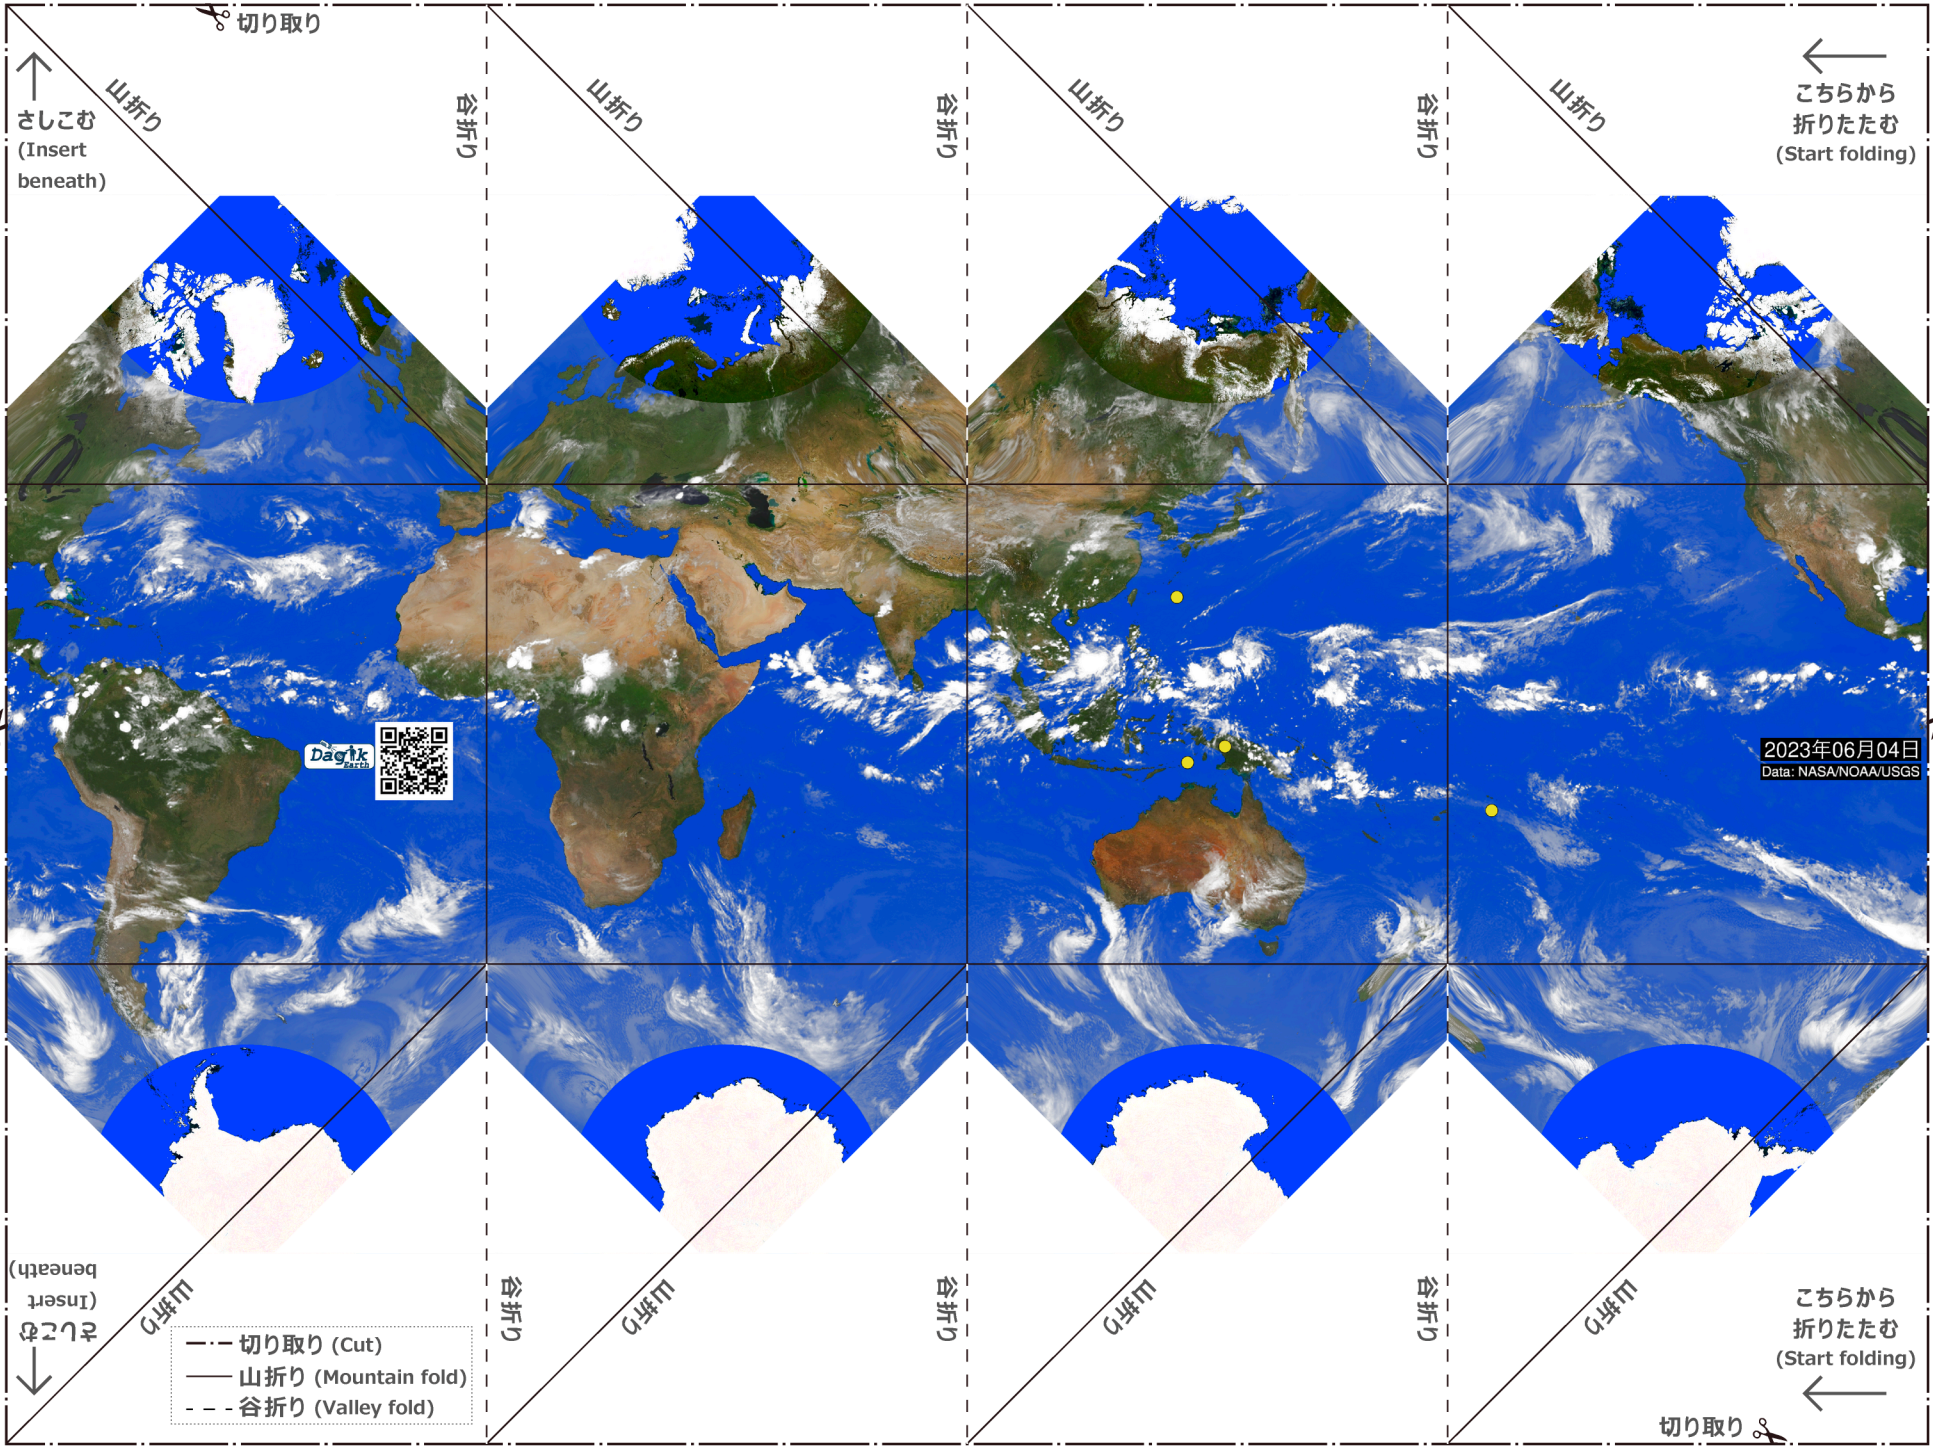 切り取り
山折り
谷折り
山折り
谷折り
山折り
谷折り
山折り
こちらから
折りたたむ
(Start folding)
さしこむ
(Insert
beneath)
Dagik
Earth
2023年06月04日
Data: NASA/NOAA/USGS
さしこむ
(Insert
beneath)
山折り
谷折り
山折り
谷折り
山折り
谷折り
山折り
こちらから
折りたたむ
(Start folding)
切り取り (Cut)
山折り (Mountain fold)
谷折り (Valley fold)
切り取り